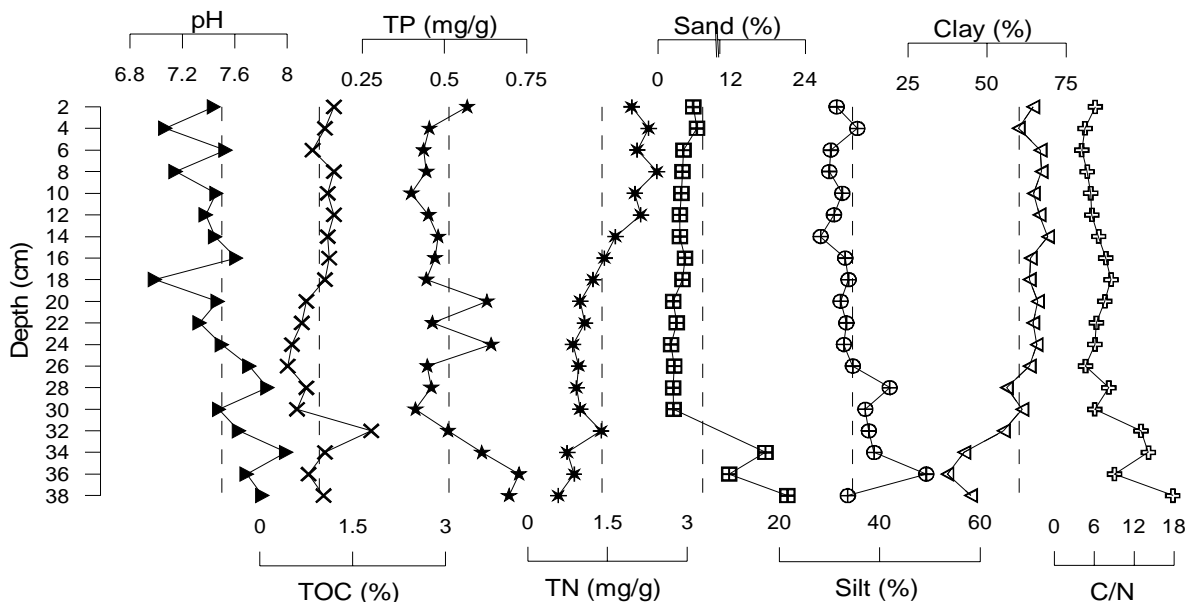 pH
TP (mg/g)
Sand (%)
Clay (%)
6.8 7.2 7.6 8
0.25 0.5 0.75
0 12 24
25 50 75
Depth (cm)
2
4
6
8
10
12
14
16
18
20
22
24
26
28
30
32
34
36
38
0 1.5 3
0 1.5 3
20 40 60
0 6 12 18
TOC (%)
TN (mg/g)
Silt (%)
C/N